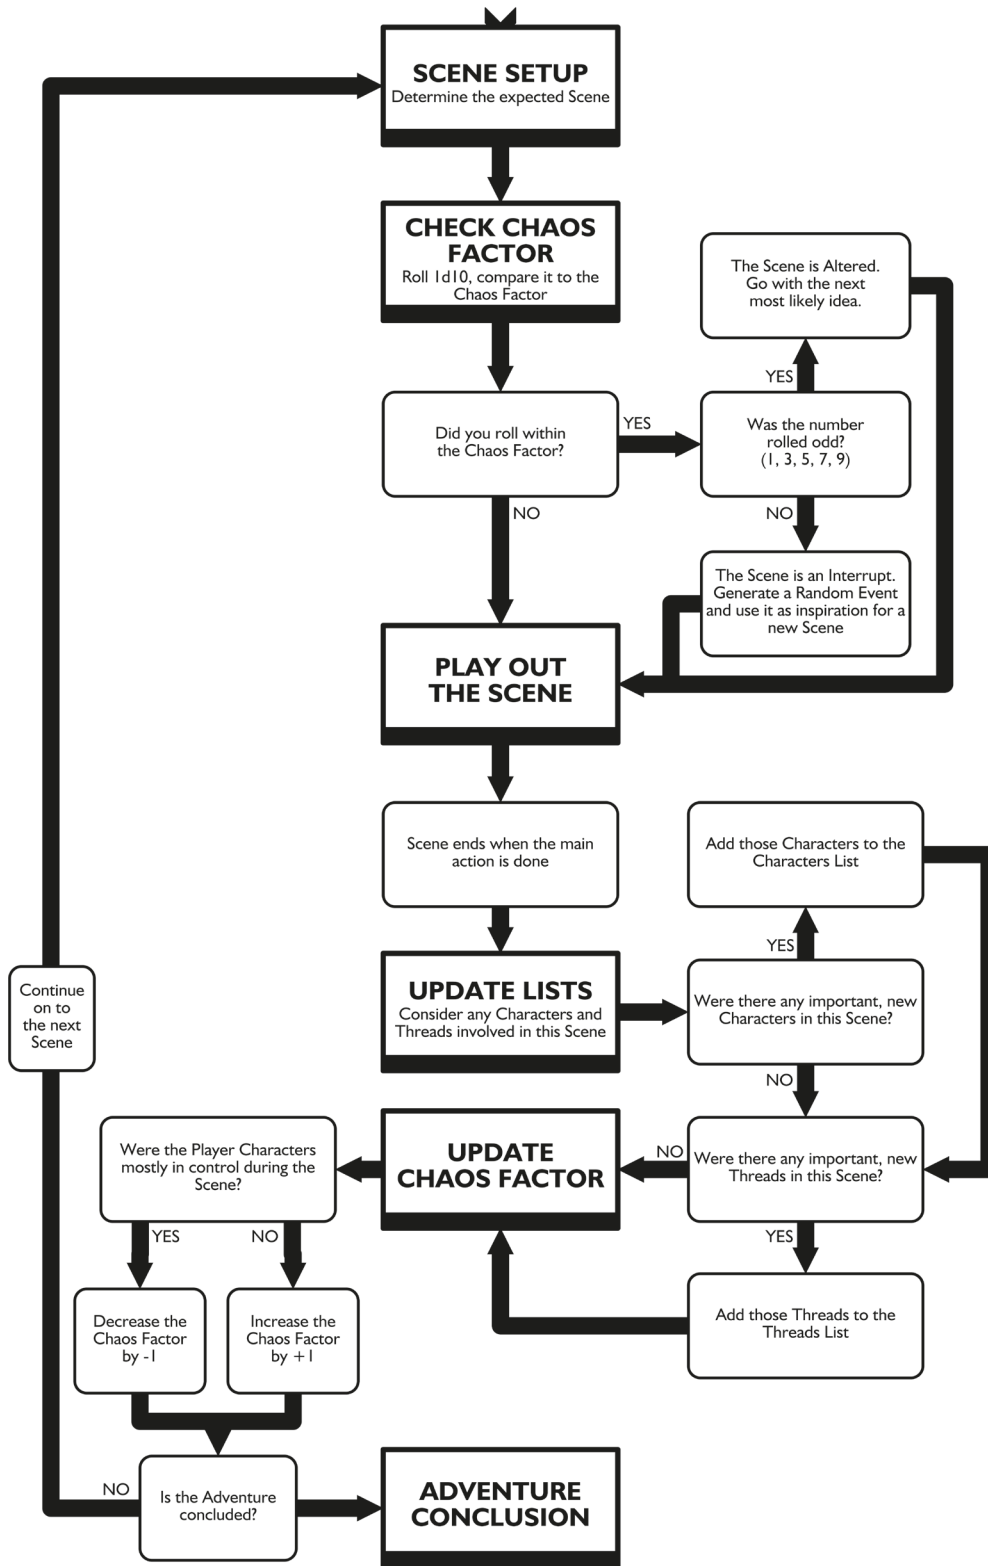 SCENE SETUP
Determine the expected Scene
CHECK CHAOS
FACTOR
Roll 1d10, compare it to the
Chaos Factor
The Scene is Altered.
Go with the next
most likely idea.
YES
Did you roll within
the Chaos Factor?
YES
Was the number
rolled odd?
(1, 3, 5, 7, 9)
NO
NO
The Scene is an Interrupt.
Generate a Random Event
and use it as inspiration for a
new Scene
PLAY OUT
THE SCENE
Scene ends when the main
action is done
Add those Characters to the
Characters List
YES
UPDATE LISTS
Consider any Characters and
Threads involved in this Scene
Were there any important, new
Characters in this Scene?
NO
Continue
on to
the next
Scene
Were the Player Characters
mostly in control during the
Scene?
UPDATE
CHAOS FACTOR
NO
Were there any important, new
Threads in this Scene?
YES
NO
YES
Decrease the
Chaos Factor
by -1
Increase the
Chaos Factor
by +1
Add those Threads to the
Threads List
NO
Is the Adventure
concluded?
ADVENTURE
CONCLUSION